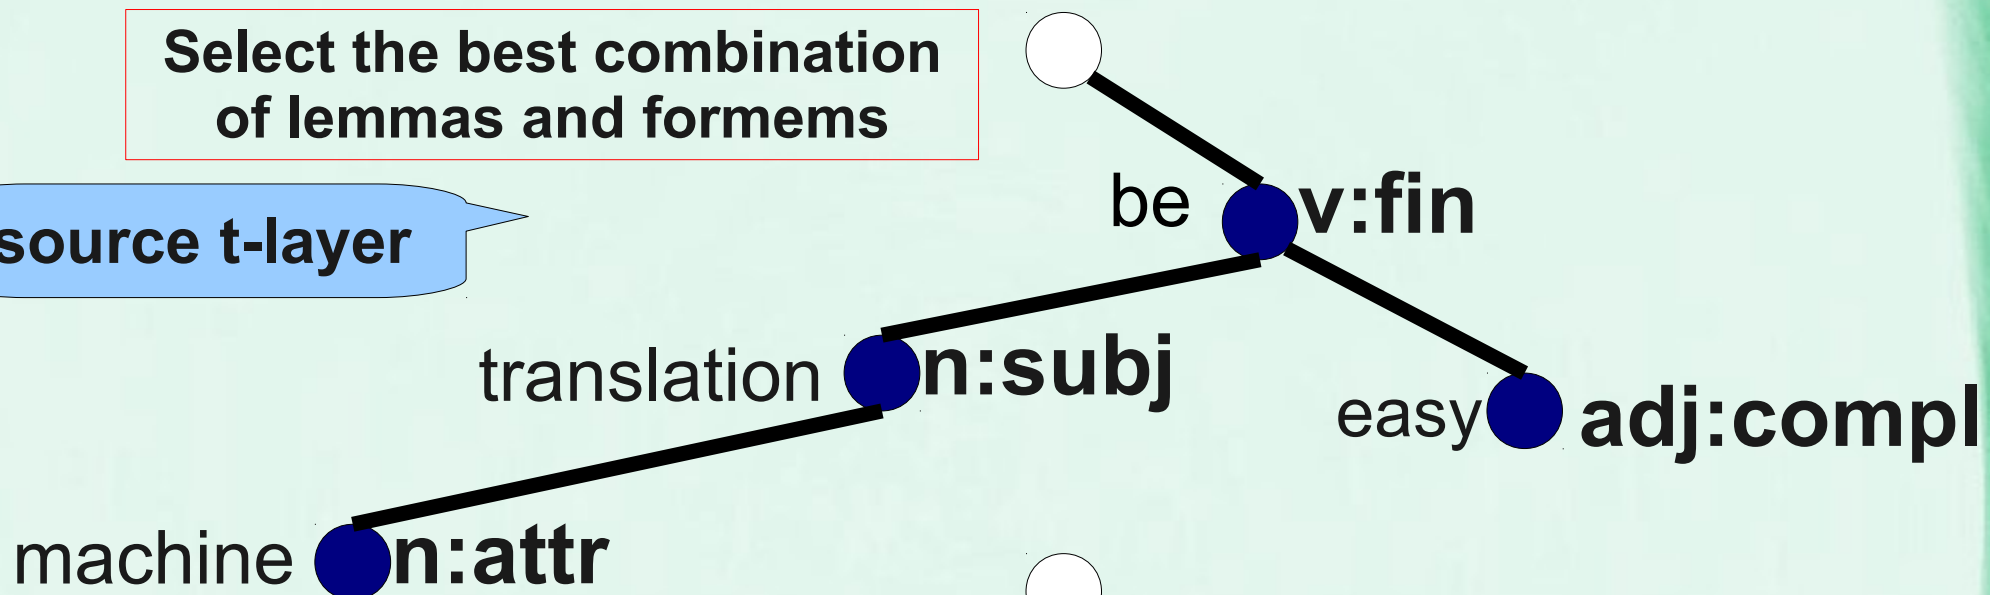 Select the best combination
of lemmas and formems
be v:fin
source t-layer
translation n:subj
easy adj:compl
machine n:attr